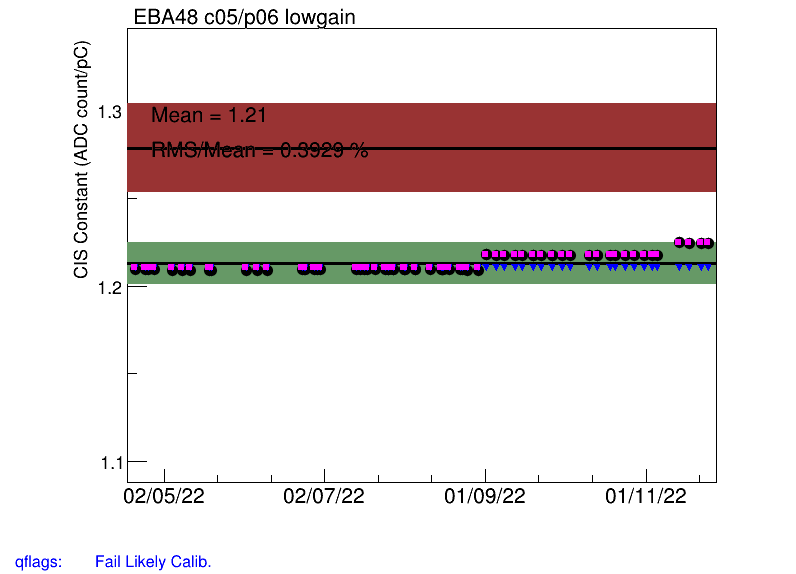 EBA48 c05/p06 lowgain
CIS Constant (ADC count/pC)
Mean = 1.21
RMS/Mean = 0.3929 %
1.3
1.2
1.1
02/05/22 02/07/22 01/09/22 01/11/22
qflags: Fail Likely Calib.